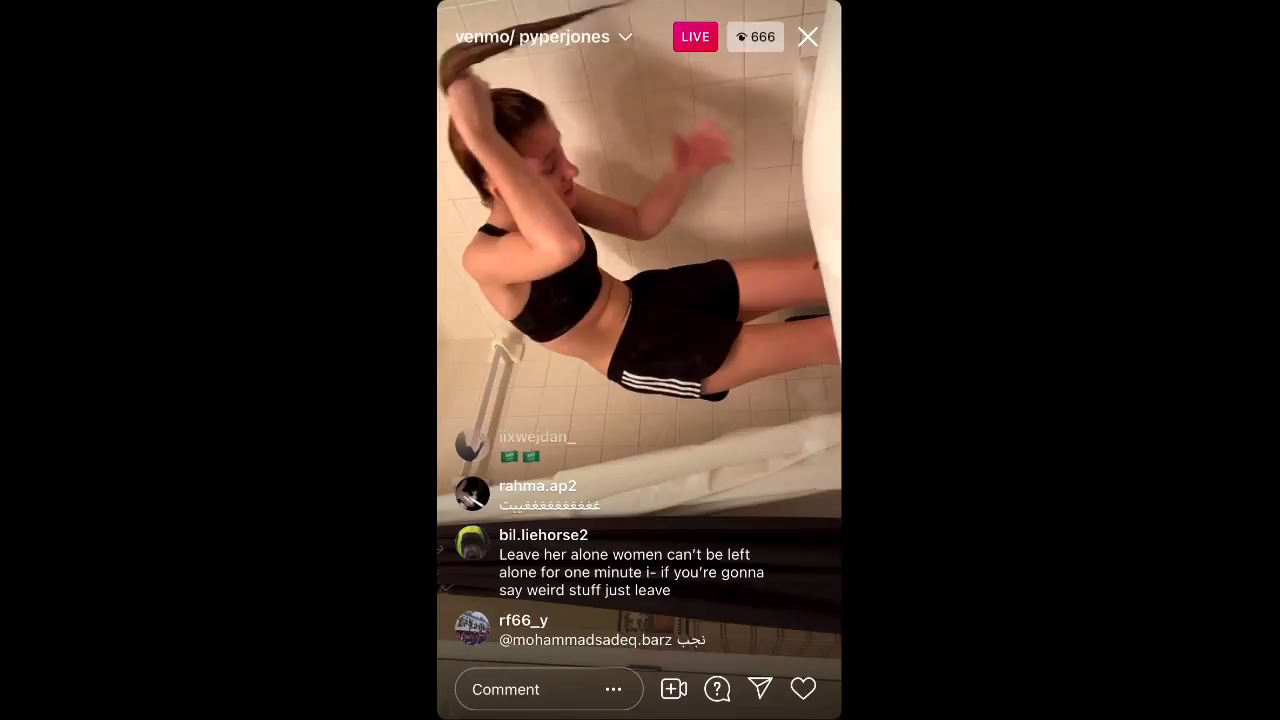 venmo/ pyperjones
LIVE
666
iixwejdan_
rahma.ap2
bil.liehorse2
Leave her alone women can't be left
alone for one minute i- if you're gonna
say weird stuff just leave
rf66_y
@mohammadsadeq.barz نجب
Comment